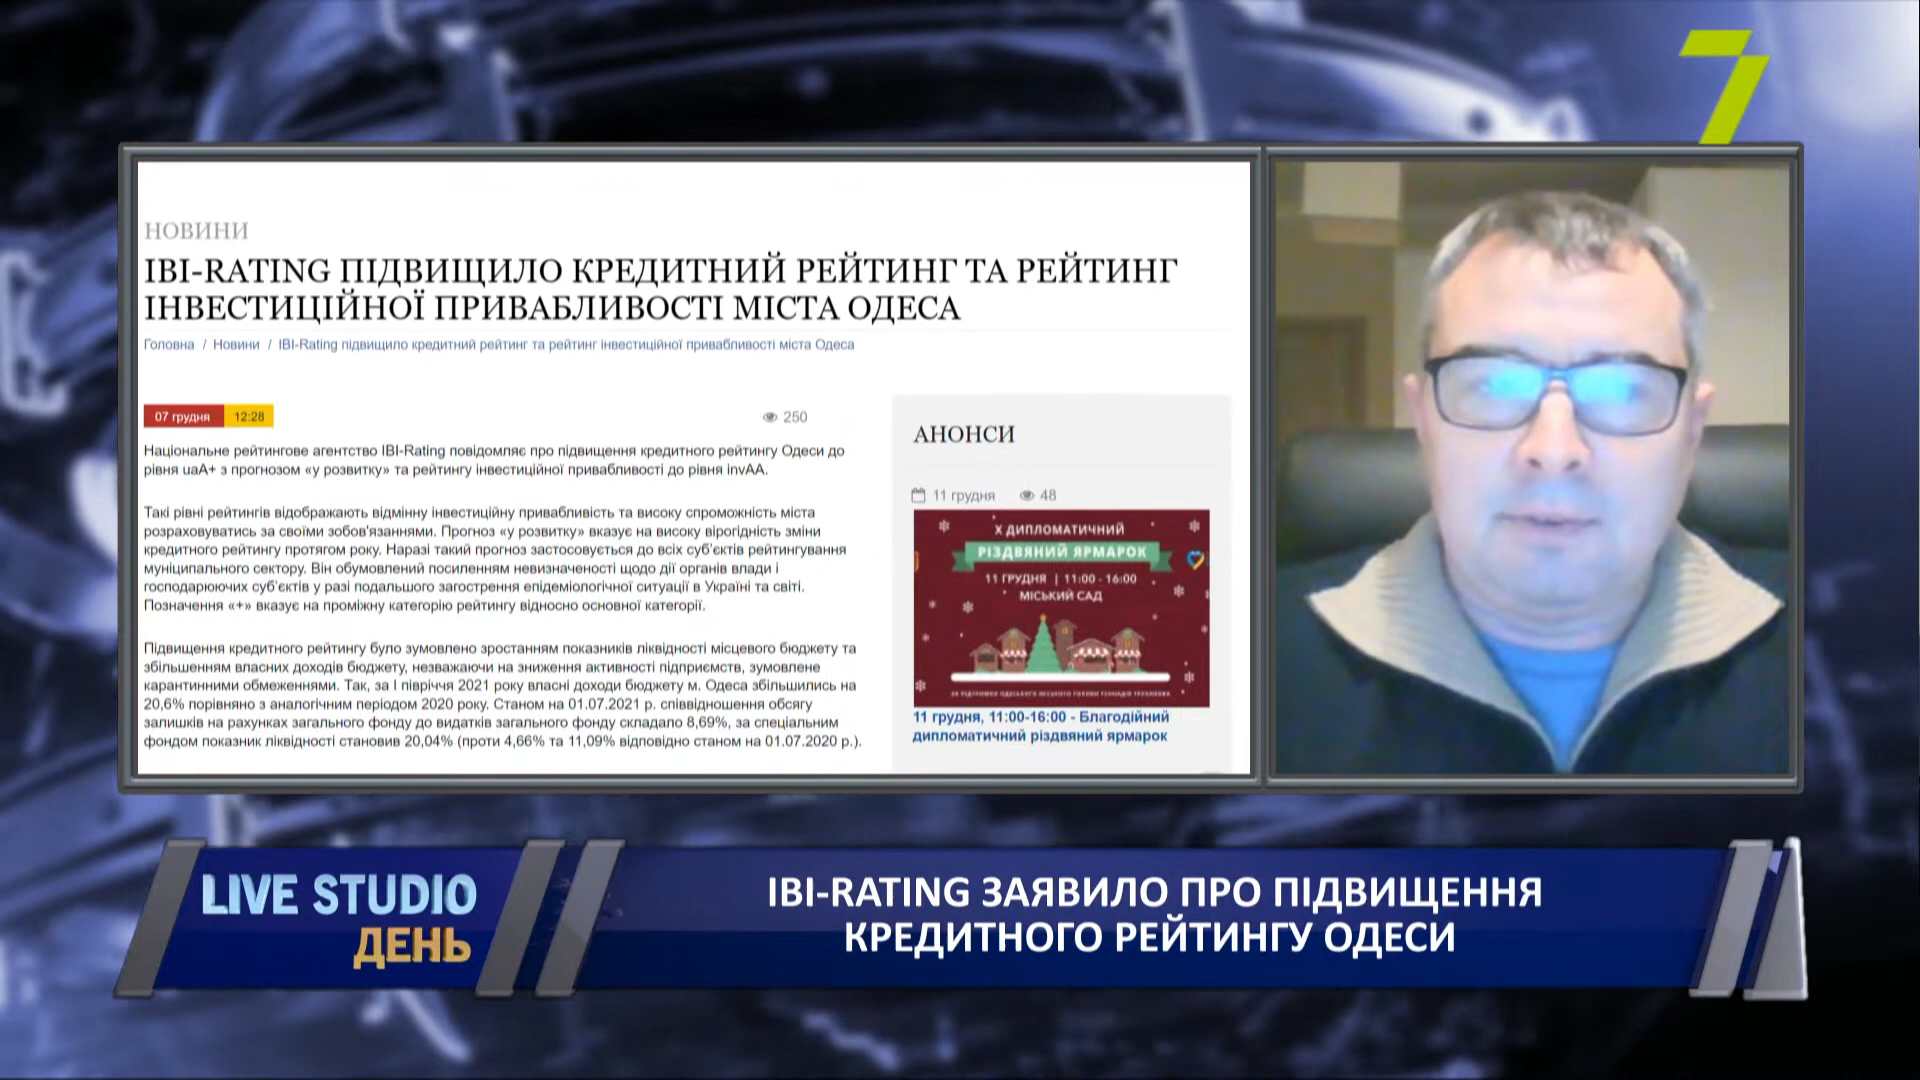 7
НОВИНИ
IBI-RATING ПІДВИЩИЛО КРЕДИТНИЙ РЕЙТИНГ ТА РЕЙТИНГ
ІНВЕСТИЦІЙНОЇ ПРИВАБЛИВОСТІ МІСТА ОДЕСА
Головна / Новини / IBI-Rating підвищило кредитний рейтинг та рейтинг інвестиційної привабливості міста Одеса
07 грудня 12:28 250
Національне рейтингове агентство IBI-Rating повідомляє про підвищення кредитного рейтингу Одеси до
рівня uaA+ з прогнозом «у розвитку» та рейтингу інвестиційної привабливості до рівня invАА.
Такі рівні рейтингів відображають відмінну інвестиційну привабливість та високу спроможність міста
розраховуватись за своїми зобов'язаннями. Прогноз «у розвитку» вказує на високу вірогідність зміни
кредитного рейтингу протягом року. Наразі такий прогноз застосовується до всіх суб'єктів рейтингування
муніципального сектору. Він обумовлений посиленням невизначеності щодо дії органів влади і
господарюючих суб'єктів у разі подальшого загострення епідеміологічної ситуації в Україні та світі.
Позначення «+» вказує на проміжну категорію рейтингу відносно основної категорії.
Підвищення кредитного рейтингу було зумовлено зростанням показників ліквідності місцевого бюджету та
збільшенням власних доходів бюджету, незважаючи на зниження активності підприємств, зумовлене
карантинними обмеженнями. Так, за І півріччя 2021 року власні доходи бюджету м. Одеса збільшились на
20,6% порівняно з аналогічним періодом 2020 року. Станом на 01.07.2021 р. співвідношення обсягу
залишків на рахунках загального фонду до видатків загального фонду складало 8,69%, за спеціальним
фондом показник ліквідності становив 20,04% (проти 4,66% та 11,09% відповідно станом на 01.07.2020 р.).
АНОНСИ
11 грудня 48
X ДИПЛОМАТИЧНИЙ
РІЗДВЯНИЙ ЯРМАРОК
11 ГРУДНЯ | 11:00 - 16:00
МІСЬКИЙ САД
ЗА ПІДТРИМКИ ОДЕСЬКОГО МІСЬКОГО ГОЛОВИ ГЕННАДІЯ ТРУХАНОВА
11 грудня, 11:00-16:00 - Благодійний
дипломатичний різдвяний ярмарок
LIVE STUDIO
ДЕНЬ
IBI-RATING ЗАЯВИЛО ПРО ПІДВИЩЕННЯ
КРЕДИТНОГО РЕЙТИНГУ ОДЕСИ